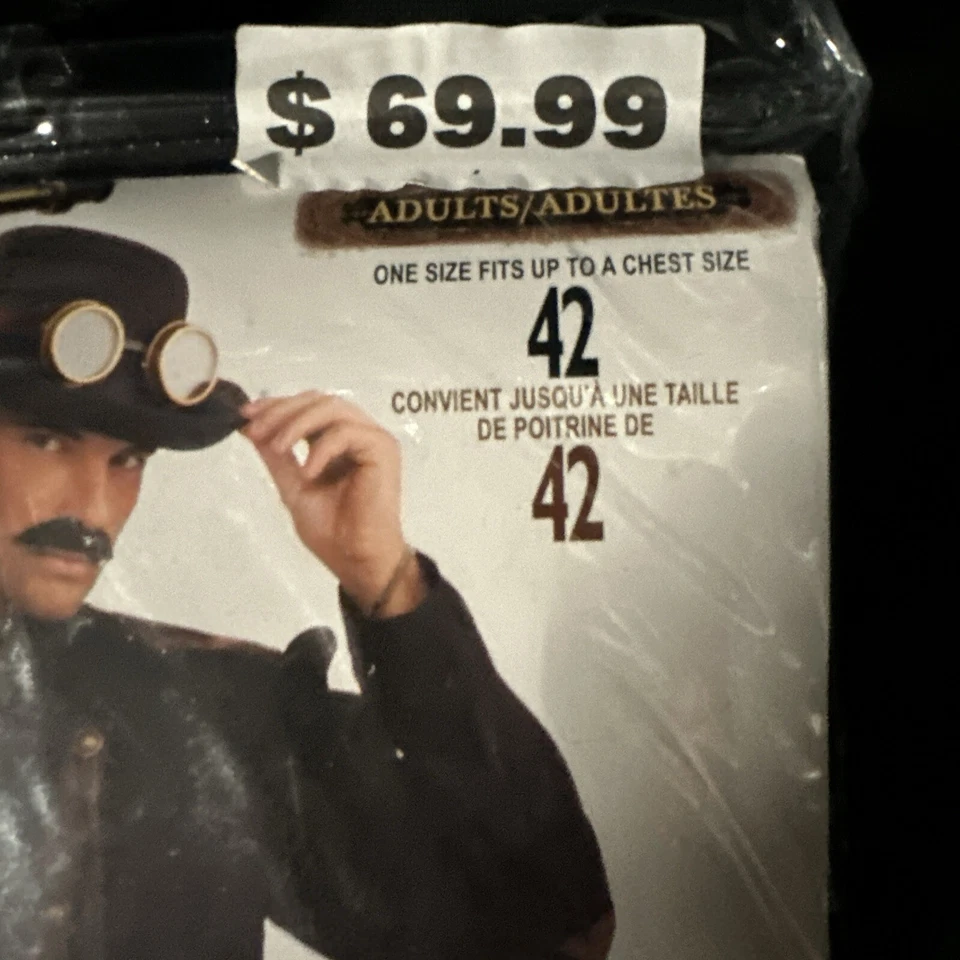 $ 69.99
ADULTS/ADULTES
ONE SIZE FITS UP TO A CHEST SIZE
42
CONVIENT JUSQU'À UNE TAILLE
DE POITRINE DE
42